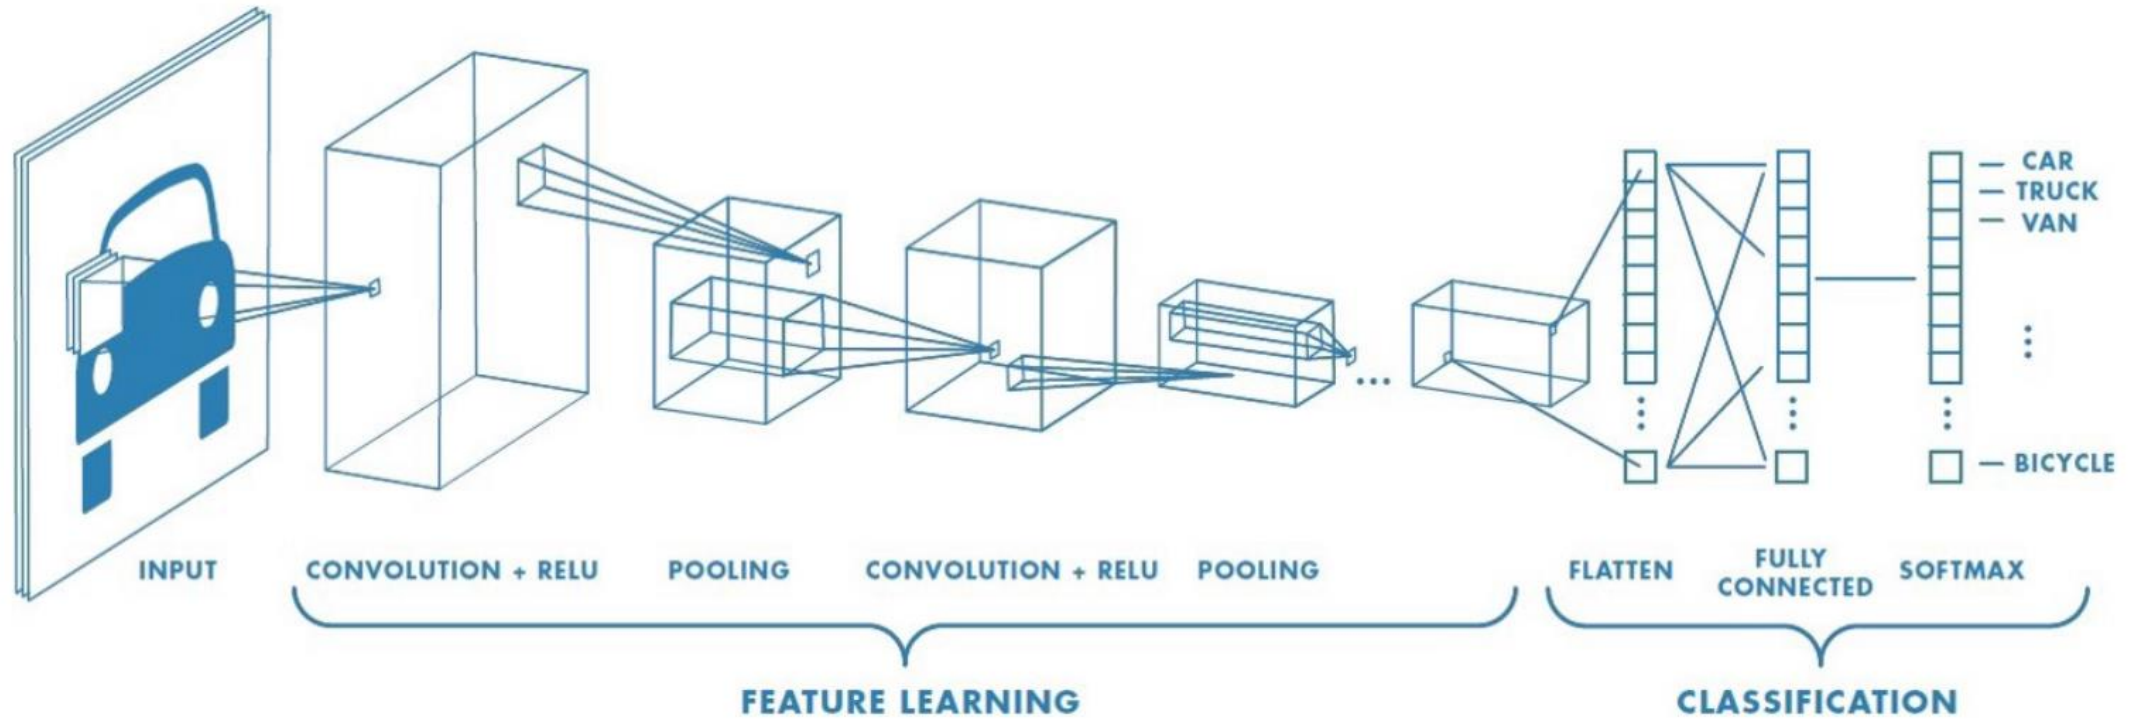 CAR
TRUCK
VAN
BICYCLE
INPUT
CONVOLUTION + RELU
POOLING
CONVOLUTION + RELU
POOLING
FLATTEN
FULLY
CONNECTED
SOFTMAX
FEATURE LEARNING
CLASSIFICATION